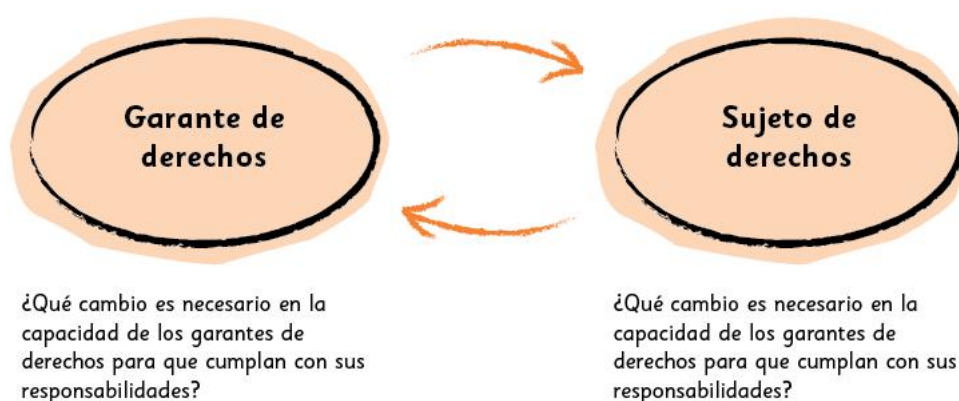 Garante de
derechos
Sujeto de
derechos
¿Qué cambio es necesario en la
capacidad de los garantes de
derechos para que cumplan con sus
responsabilidades?
¿Qué cambio es necesario en la
capacidad de los garantes de
derechos para que cumplan con sus
responsabilidades?